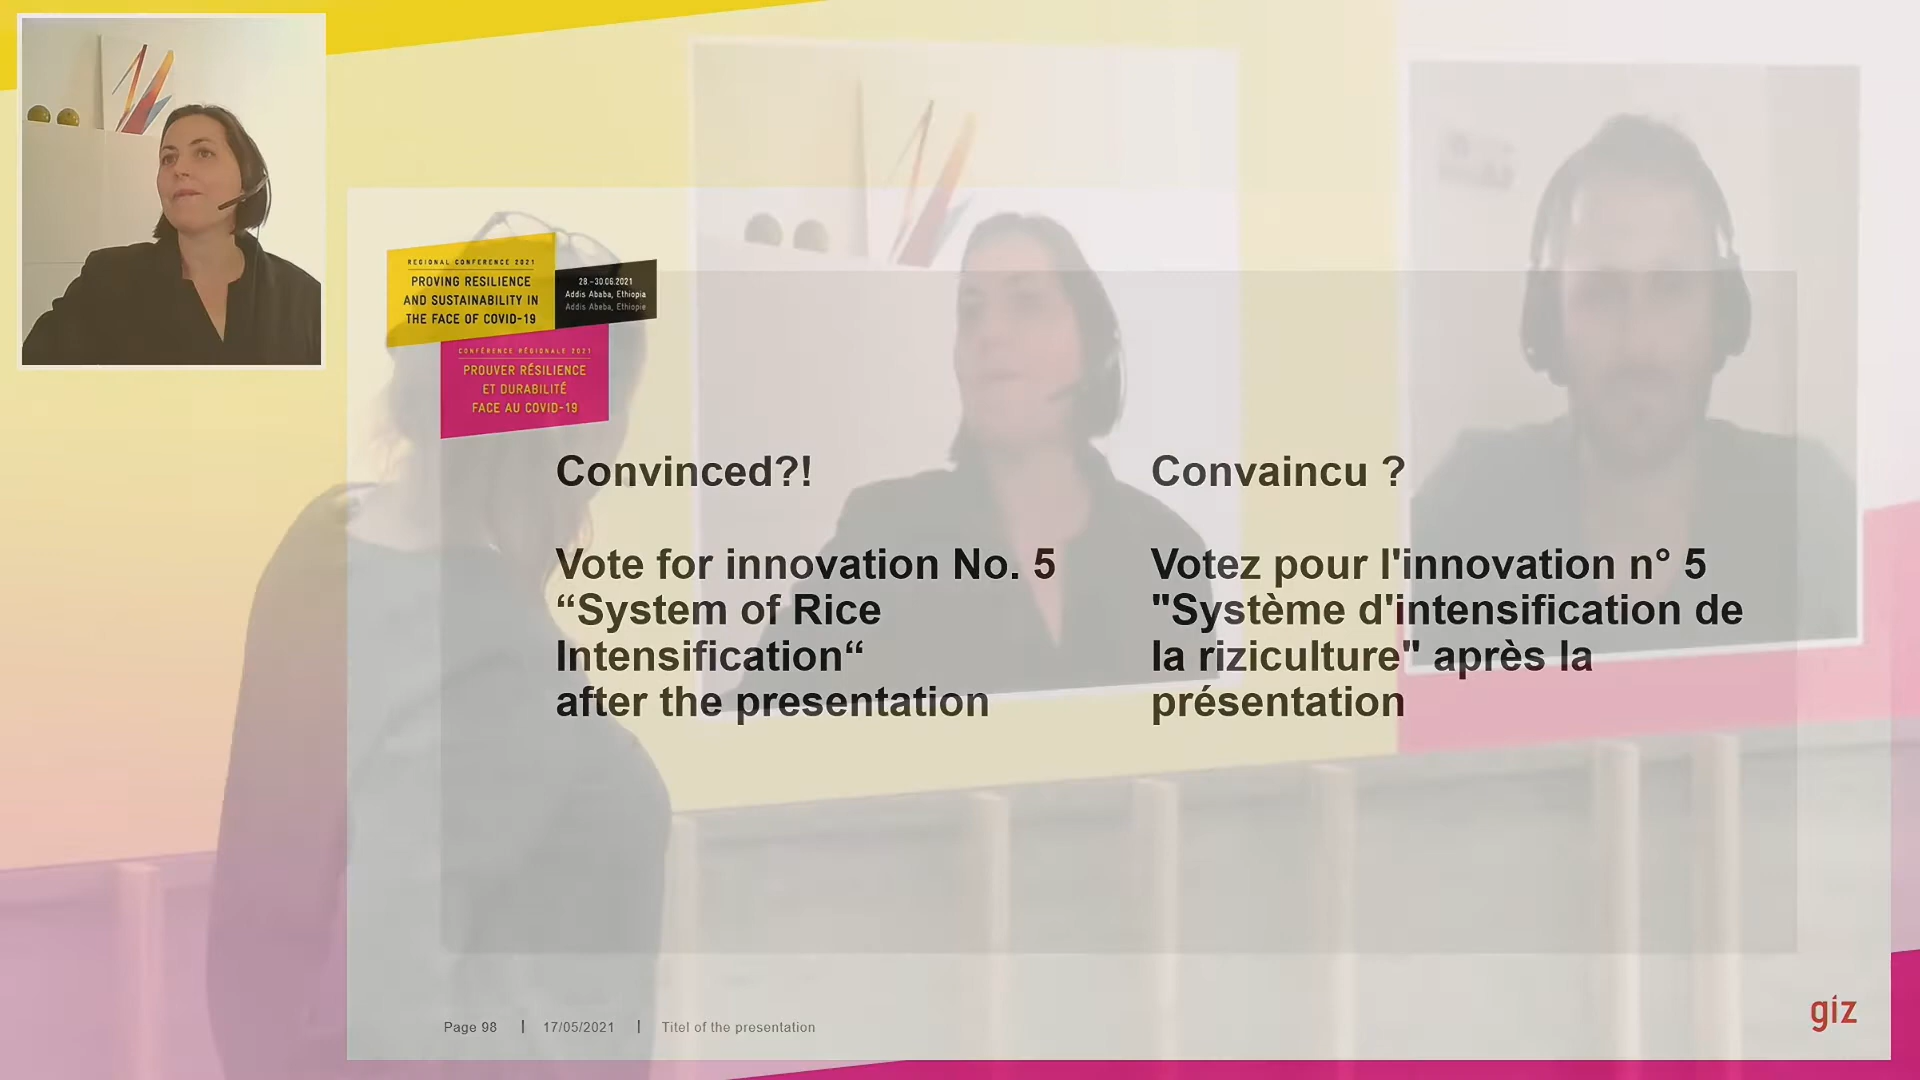 REGIONAL CONFERENCE 2021
PROVING RESILIENCE
AND SUSTAINABILITY IN
THE FACE OF COVID-19
28.-30.06.2021
Addis Ababa, Ethiopia
Addis Abeba, Ethiopie
CONFÉRENCE RÉGIONALE 2021
PROUVER RÉSILIENCE
ET DURABILITÉ
FACE AU COVID-19
Convinced?!
Vote for innovation No. 5
“System of Rice
Intensification“
after the presentation
Convaincu ?
Votez pour l'innovation n° 5
"Système d'intensification de
la riziculture" après la
présentation
Page 98 | 17/05/2021 | Titel of the presentation
giz